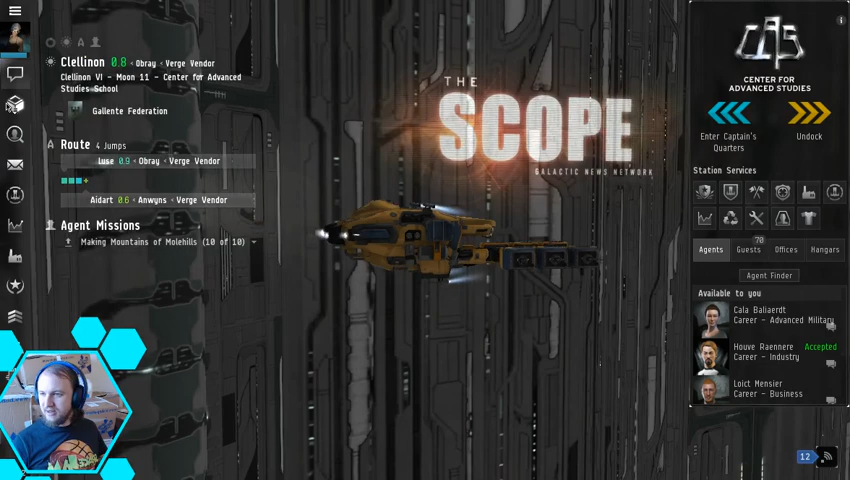 Clellinon 0.8 ‹ Obray ‹ Verge Vendor
Clellinon VI - Moon 11 - Center for Advanced
Studies School
Gallente Federation
Route 4 Jumps
Luse 0.9 ‹ Obray ‹ Verge Vendor
Aidart 0.6 ‹ Anwyns ‹ Verge Vendor
Agent Missions
Making Mountains of Molehills (10 of 10)
THE
SCOPE
GALACTIC NEWS NETWORK
CAS
CENTER FOR
ADVANCED STUDIES
Enter Captain's
Quarters
Undock
Station Services
70
Agents
Guests
Offices
Hangars
Agent Finder
Available to you
Cala Baliaerdt
Career - Advanced Military
Houve Raennere Accepted
Career - Industry
Loict Mensier
Career - Business
12